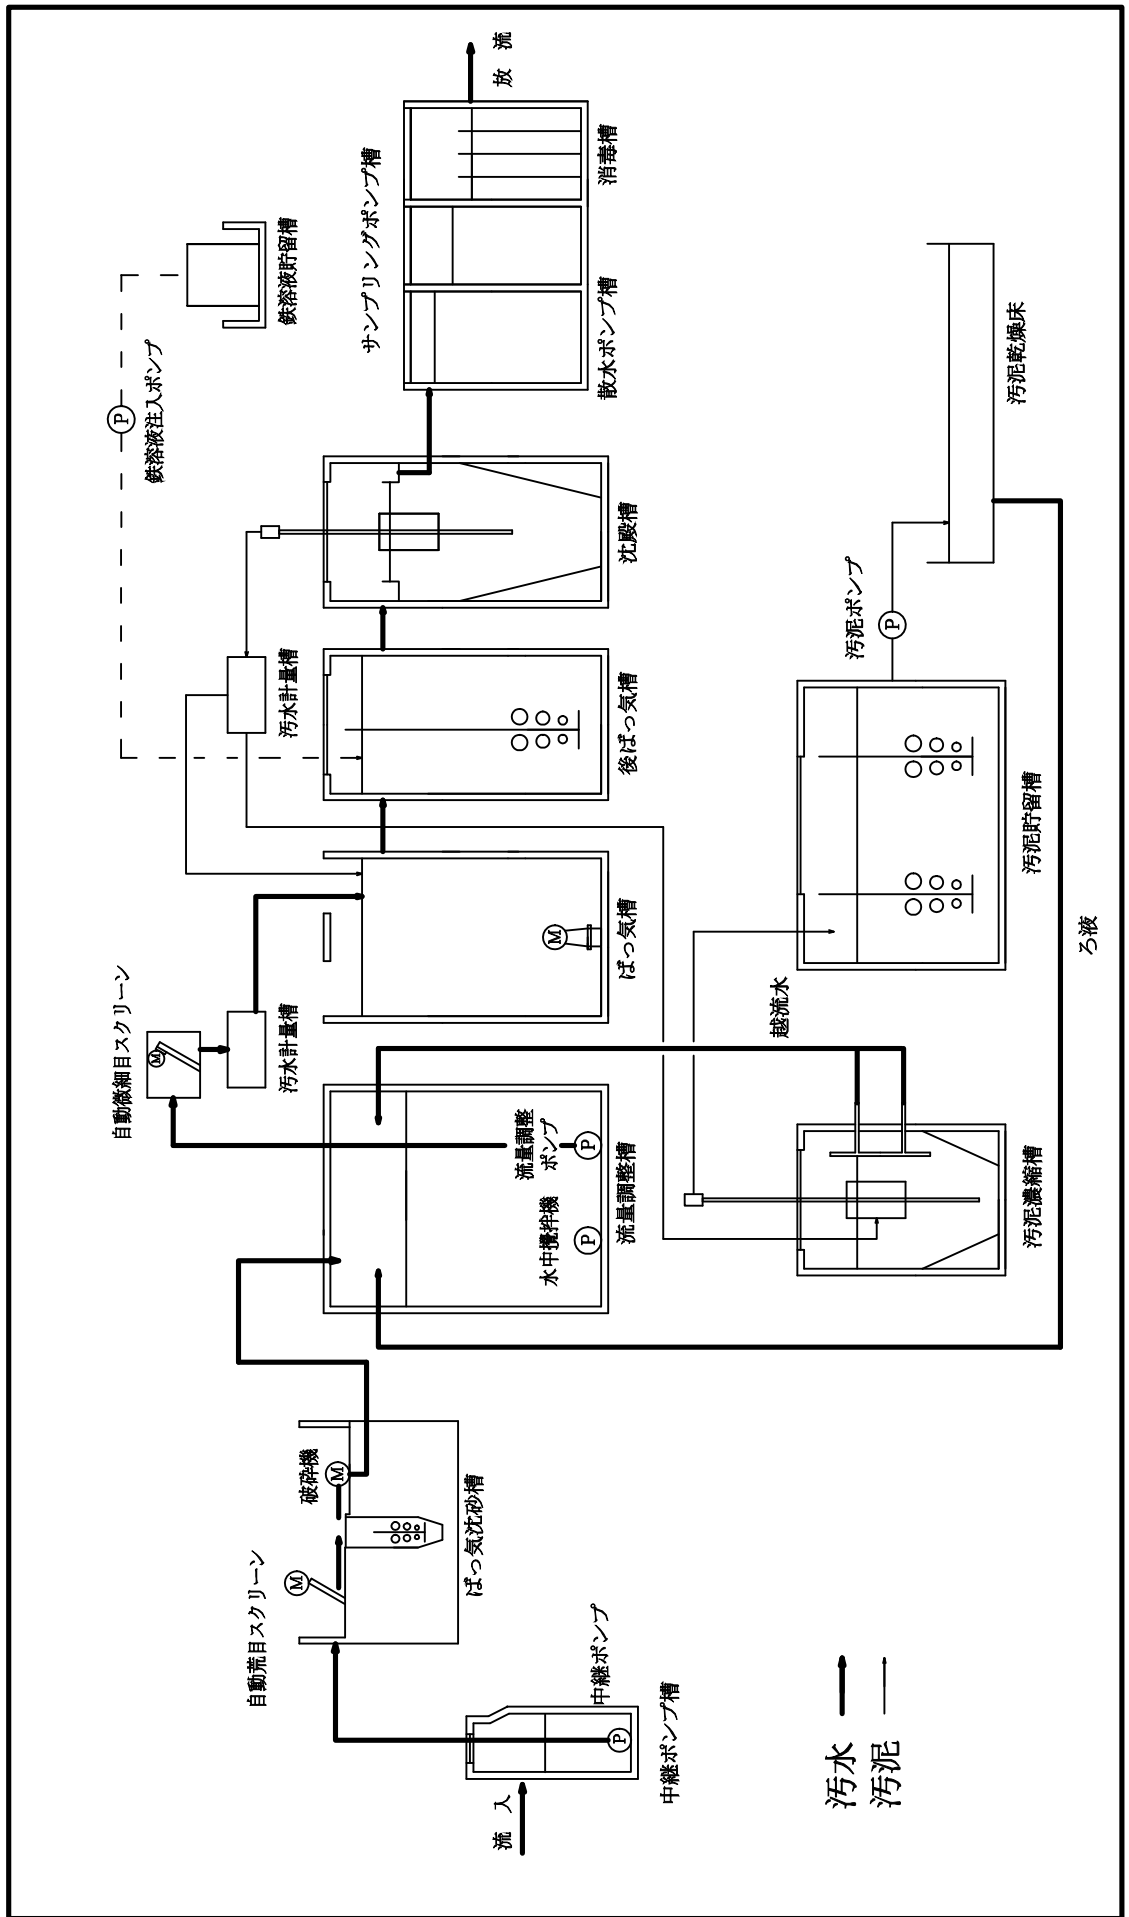 流入
中継ポンプ
P
中継ポンプ槽
自動荒目スクリーン
M
破砕機
M
ばっ気沈砂槽
流量調整
ポンプ
P
水中攪拌機
P
流量調整槽
自動微細目スクリーン
M
汚水計量槽
M
ばっ気槽
汚水計量槽
後ばっ気槽
沈殿槽
鉄溶液注入ポンプ
P
鉄溶液貯留槽
サンプリングポンプ槽
散水ポンプ槽
消毒槽
放流
越流水
汚泥濃縮槽
汚泥貯留槽
汚泥ポンプ
P
汚泥乾燥床
ろ液
汚水
汚泥